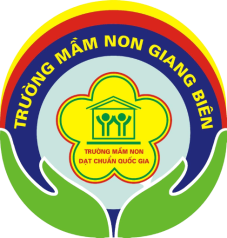 TRƯỜNG MẦM NON GIANG BIÊN
TRƯỜNG MẦM NON
ĐẠT CHUẨN QUỐC GIA